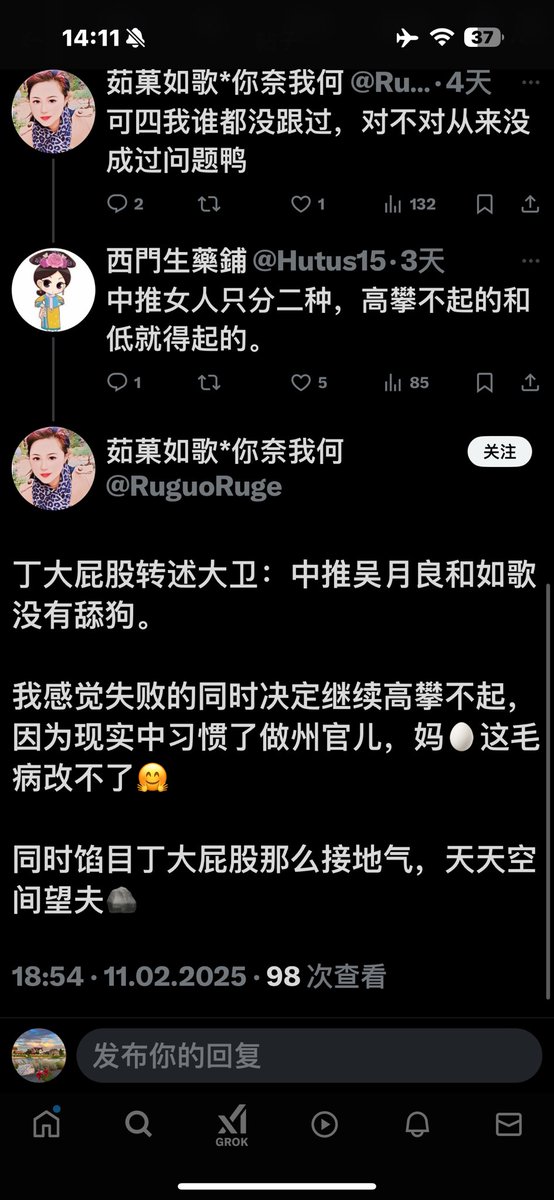 14:11
37
茹菓如歌*你奈我何 @Ru...·4天
可四我谁都没跟过，对不对从来没
成过问题鸭
2 1 132
西門生藥鋪 @Hutus15·3天
中推女人只分二种，高攀不起的和
低就得起的。
1 5 85
茹菓如歌*你奈我何
@RuguoRuge
关注
丁大屁股转述大卫：中推吴月良和如歌
没有舔狗。
我感觉失败的同时决定继续高攀不起，
因为现实中习惯了做州官儿，妈🥚这毛
病改不了🤗
同时馅目丁大屁股那么接地气，天天空
间望夫🪨
18:54·11.02.2025·98 次查看
发布你的回复
GROK